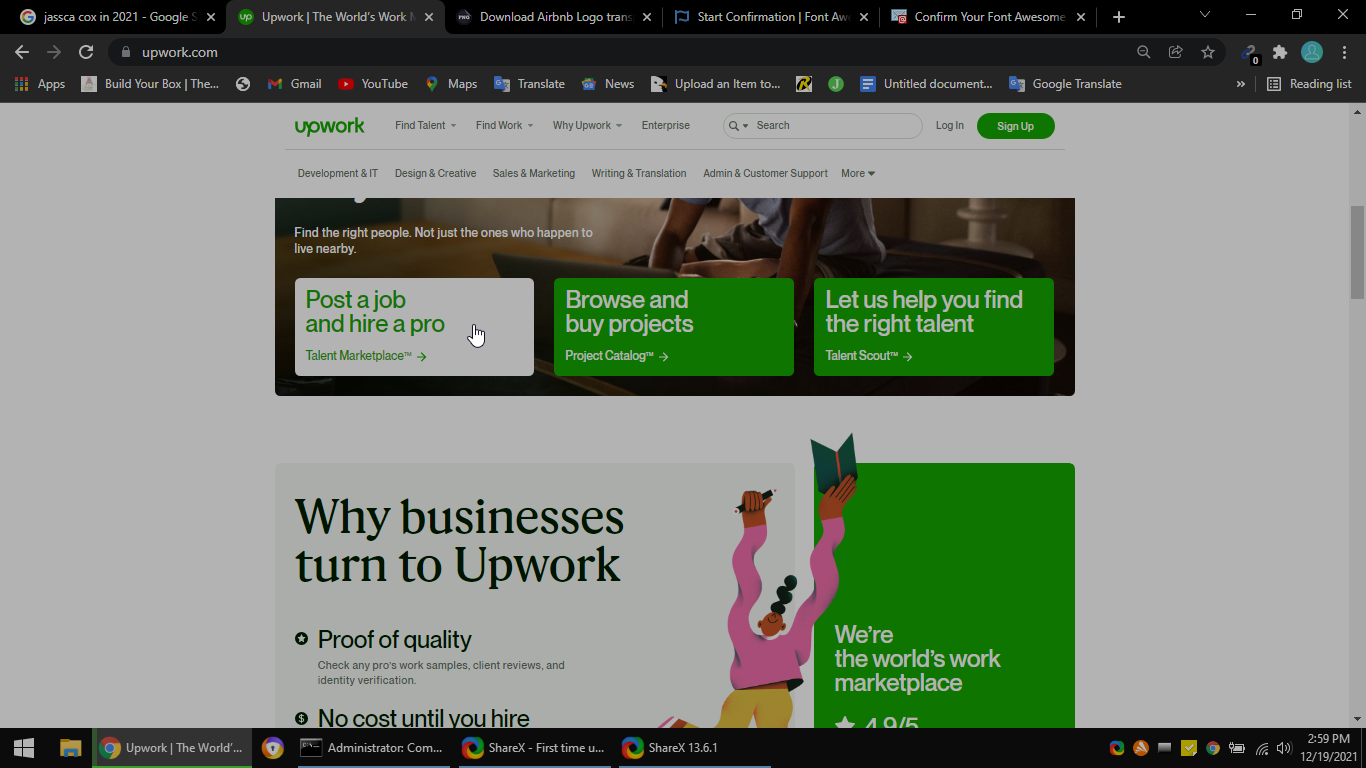 jassca cox in 2021 - Google S
Upwork | The World's Work M
Download Airbnb Logo trans
Start Confirmation | Font Aw
Confirm Your Font Awesome
upwork.com
0
Apps
Build Your Box | The...
Gmail
YouTube
Maps
Translate
News
Upload an Item to...
Untitled document...
Google Translate
»
Reading list
upwork
Find Talent
Find Work
Why Upwork
Enterprise
Search
Log In
Sign Up
Development & IT
Design & Creative
Sales & Marketing
Writing & Translation
Admin & Customer Support
More
Find the right people. Not just the ones who happen to
live nearby.
Post a job
and hire a pro
Talent Marketplace™ →
Browse and
buy projects
Project Catalog™ →
Let us help you find
the right talent
Talent Scout™ →
Why businesses
turn to Upwork
Proof of quality
Check any pro's work samples, client reviews, and
identity verification.
No cost until you hire
We're
the world's work
marketplace
4.9/5
Upwork | The World'...
Administrator: Com...
ShareX - First time u...
ShareX 13.6.1
2:59 PM
12/19/2021